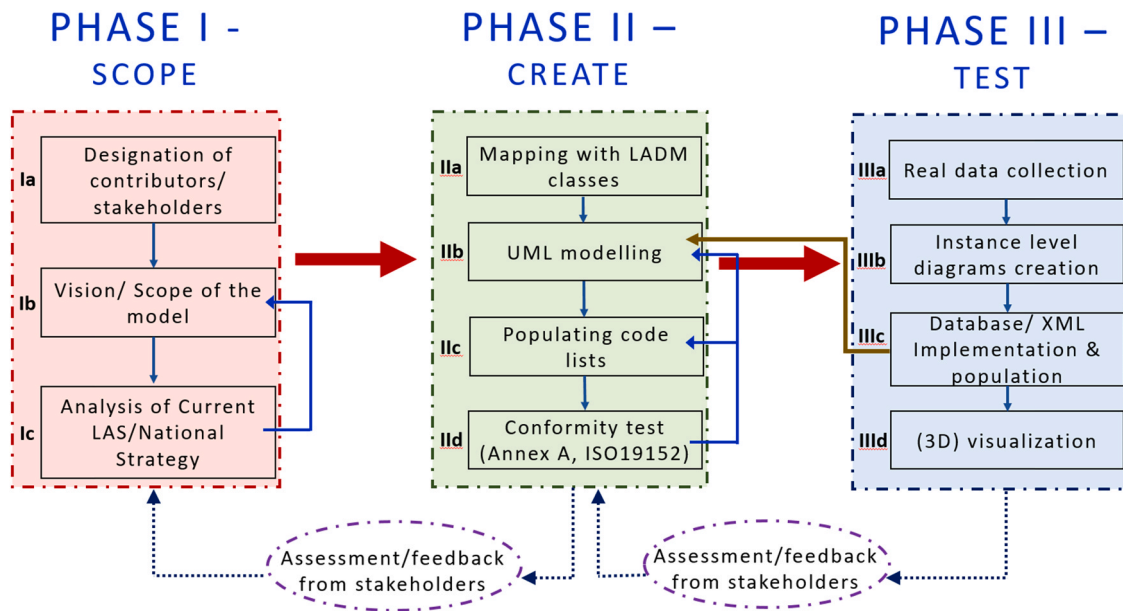 PHASE I -
SCOPE
Ia
Designation of
contributors/
stakeholders
Ib
Vision/ Scope of the
model
Ic
Analysis of Current
LAS/National
Strategy
PHASE II –
CREATE
IIa
Mapping with LADM
classes
IIb
UML modelling
IIc
Populating code
lists
IId
Conformity test
(Annex A, ISO19152)
PHASE III –
TEST
IIIa
Real data collection
IIIb
Instance level
diagrams creation
IIIc
Database/ XML
Implementation &
population
IIId
(3D) visualization
Assessment/feedback
from stakeholders
Assessment/feedback
from stakeholders